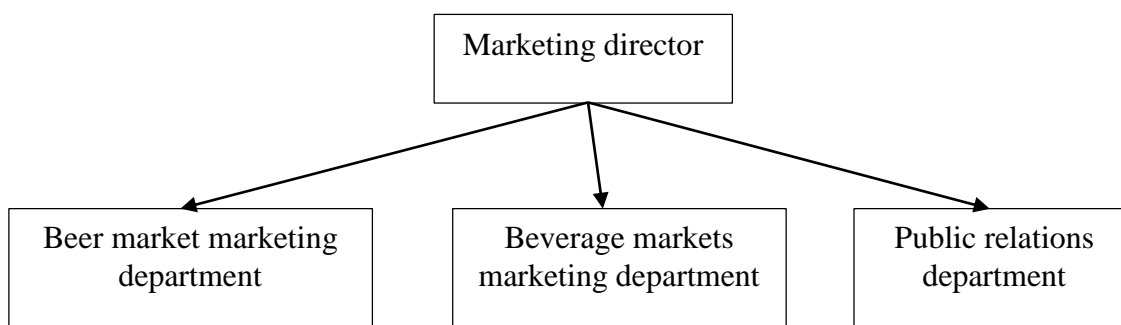 Marketing director
Beer market marketing
department
Beverage markets
marketing department
Public relations
department